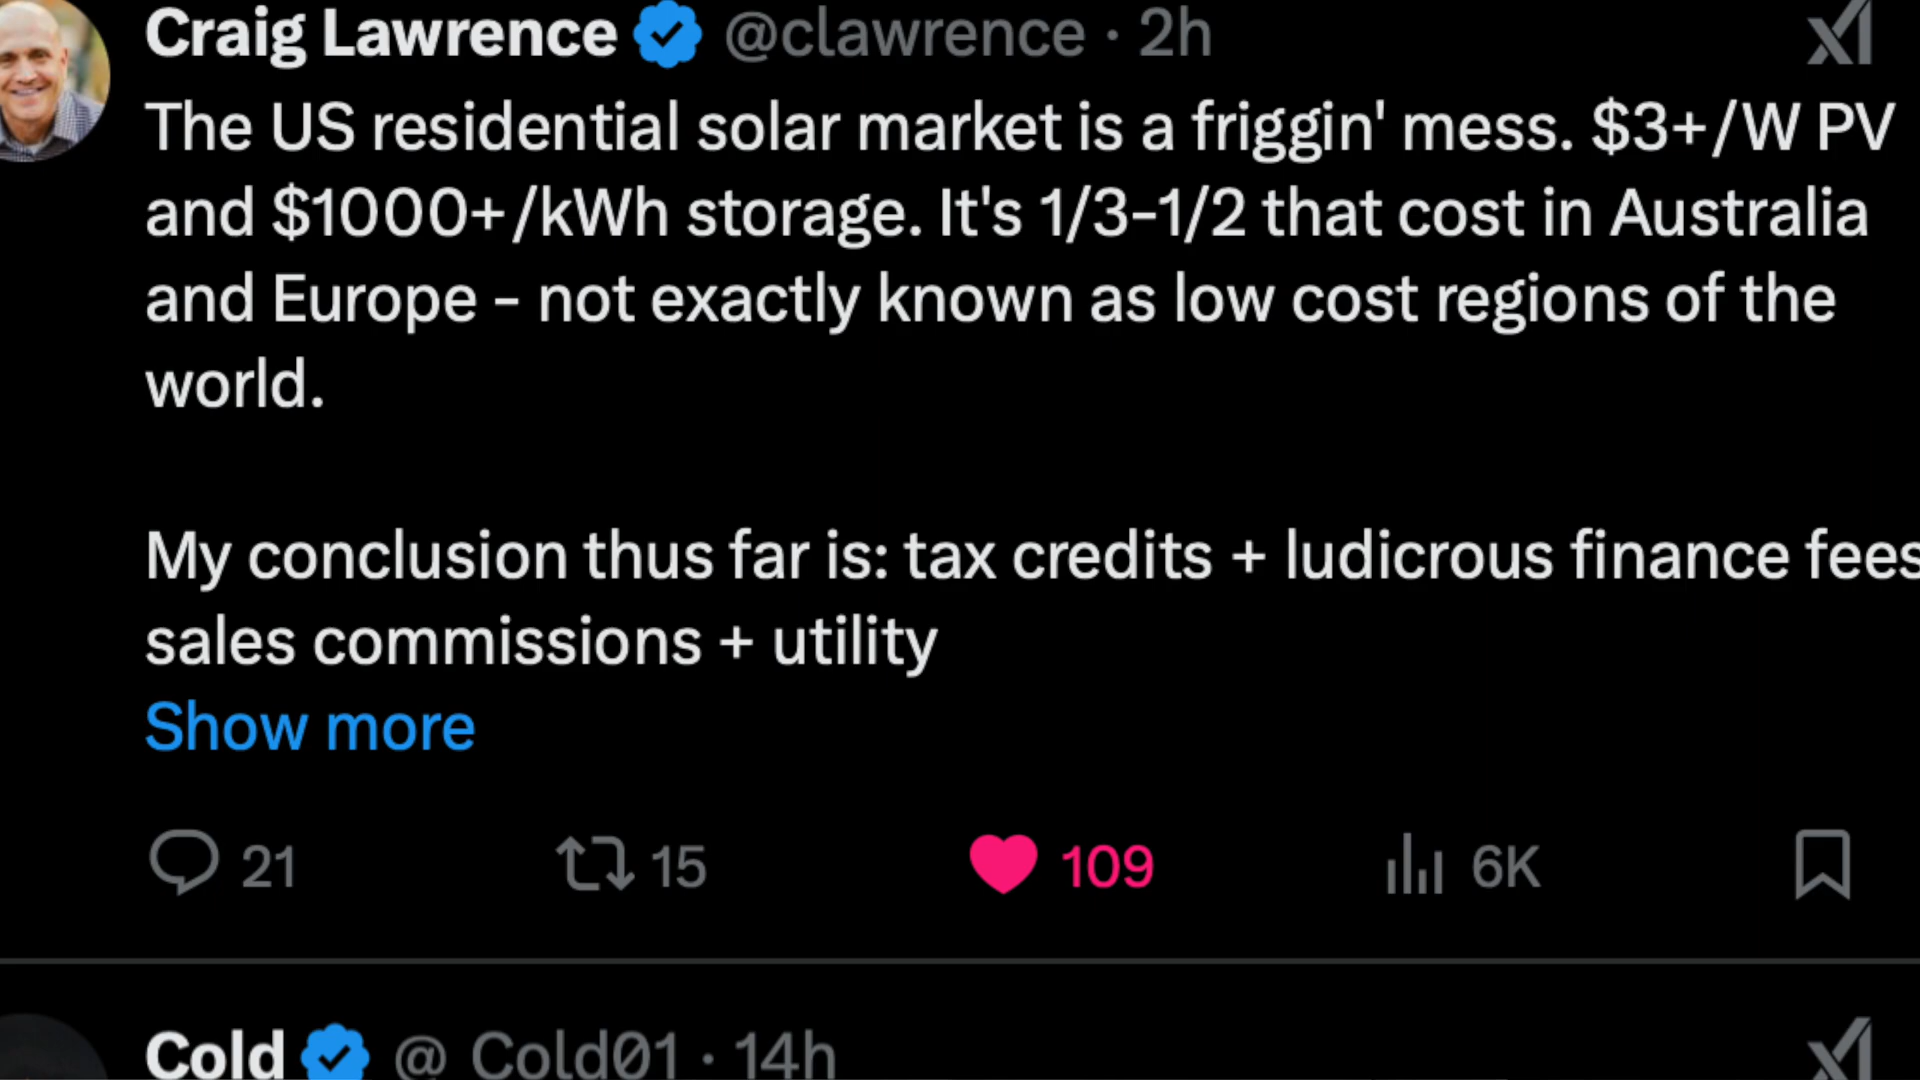 Craig Lawrence @clawrence · 2h
The US residential solar market is a friggin' mess. $3+/W PV
and $1000+/kWh storage. It's 1/3-1/2 that cost in Australia
and Europe - not exactly known as low cost regions of the
world.
My conclusion thus far is: tax credits + ludicrous finance fees
sales commissions + utility
Show more
21 15 109 6K
Cold @_Cold01 · 14h